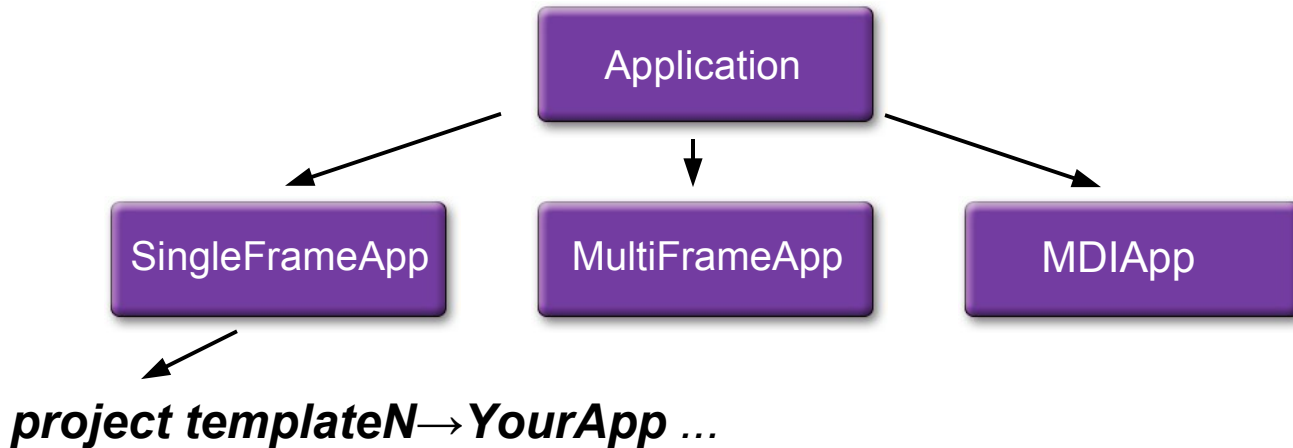 Application
SingleFrameApp
MultiFrameApp
MDIApp
project templateN→YourApp ...